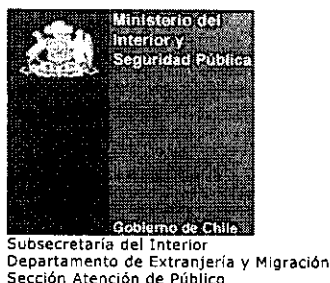 Ministerio del
Interior y
Seguridad Pública
Gobierno de Chile
Subsecretaría del Interior
Departamento de Extranjería y Migración
Sección Atención de Público